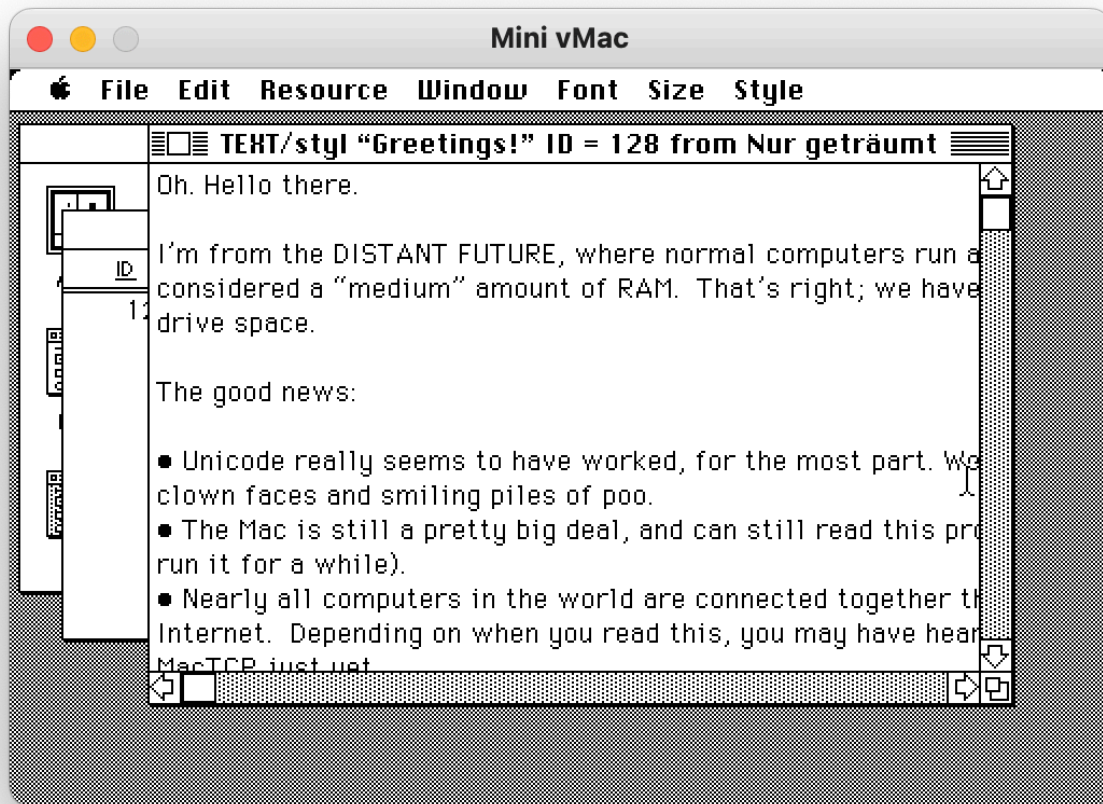 Mini vMac
File Edit Resource Window Font Size Style
TEXT/styl “Greetings!” ID = 128 from Nur geträumt
ID
12
Oh. Hello there.
I'm from the DISTANT FUTURE, where normal computers run a
considered a “medium” amount of RAM.  That's right; we have
drive space.
The good news:
● Unicode really seems to have worked, for the most part. We
clown faces and smiling piles of poo.
● The Mac is still a pretty big deal, and can still read this pro
run it for a while).
● Nearly all computers in the world are connected together th
Internet.  Depending on when you read this, you may have hear
MacTCP just yet